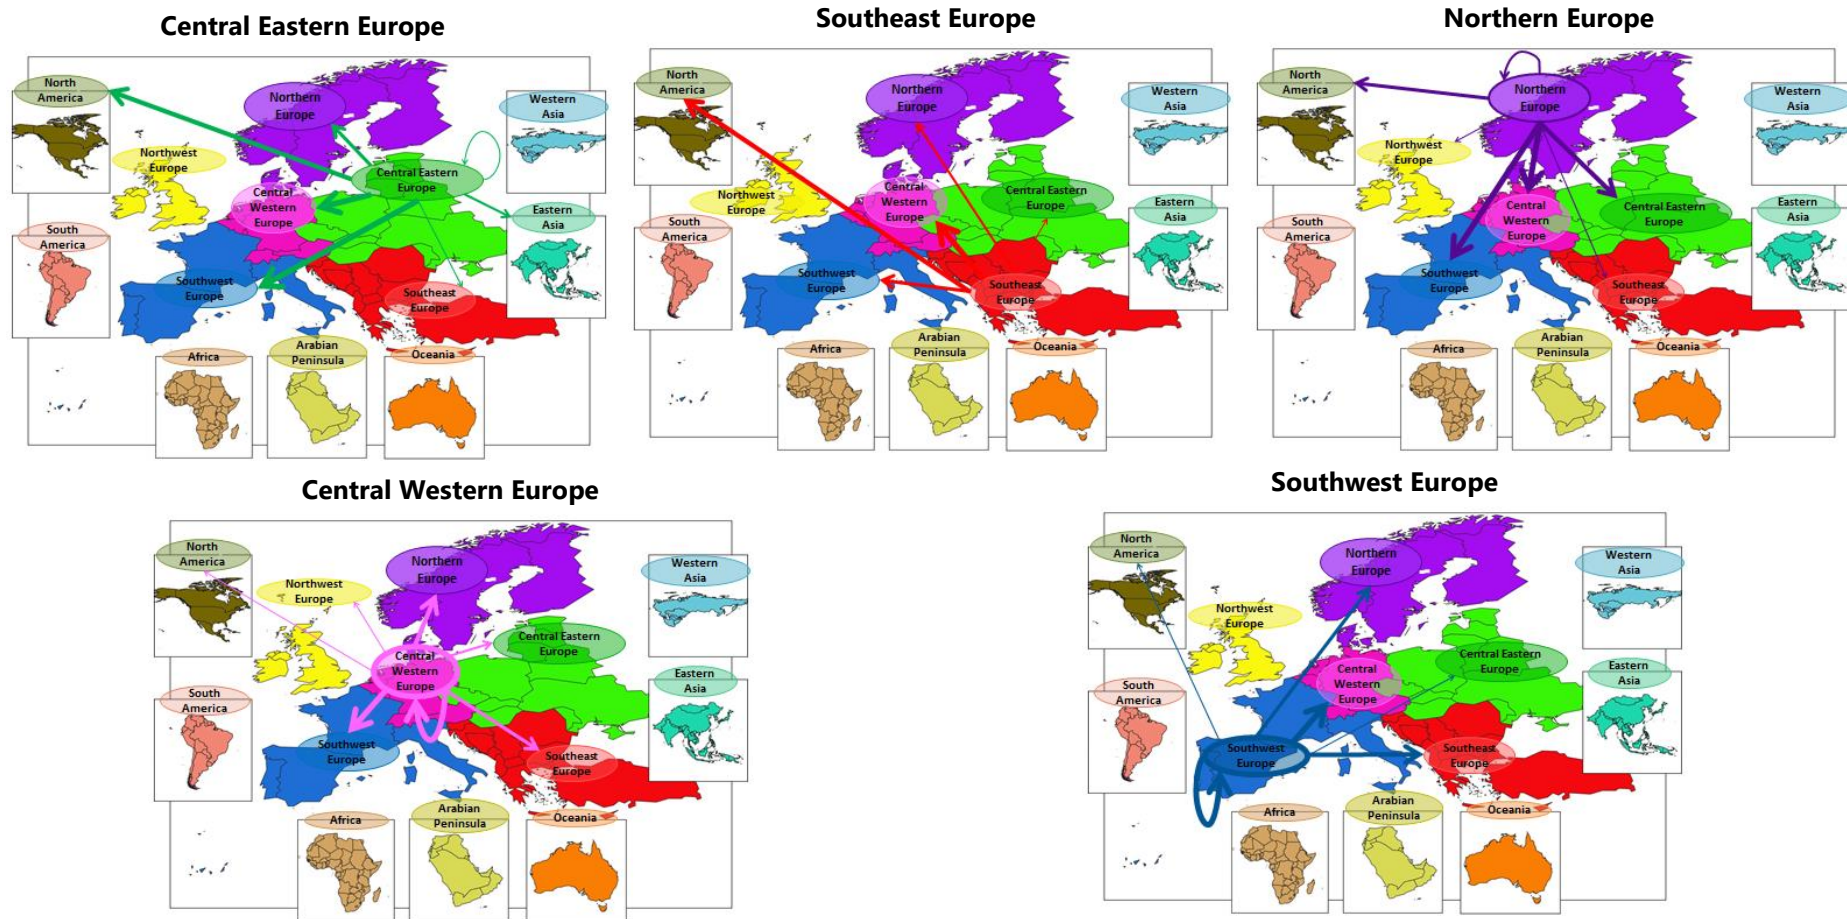 Central Eastern Europe
North
America
Northern
Europe
Western
Asia
Northwest
Europe
Central Eastern
Europe
Central
Western
Europe
Eastern
Asia
South
America
Southwest
Europe
Southeast
Europe
Africa
Arabian
Peninsula
Oceania
Southeast Europe
North
America
Northern
Europe
Western
Asia
Northwest
Europe
Central
Western
Europe
Central Eastern
Europe
Eastern
Asia
South
America
Southwest
Europe
Southeast
Europe
Africa
Arabian
Peninsula
Oceania
Northern Europe
North
America
Northern
Europe
Western
Asia
Northwest
Europe
Central
Western
Europe
Central Eastern
Europe
Eastern
Asia
South
America
Southwest
Europe
Southeast
Europe
Africa
Arabian
Peninsula
Oceania
Central Western Europe
North
America
Northern
Europe
Western
Asia
Northwest
Europe
Central Eastern
Europe
Central
Western
Europe
Eastern
Asia
South
America
Southwest
Europe
Southeast
Europe
Africa
Arabian
Peninsula
Oceania
Southwest Europe
North
America
Northern
Europe
Western
Asia
Northwest
Europe
Central Eastern
Europe
Central
Western
Europe
Eastern
Asia
South
America
Southwest
Europe
Southeast
Europe
Africa
Arabian
Peninsula
Oceania